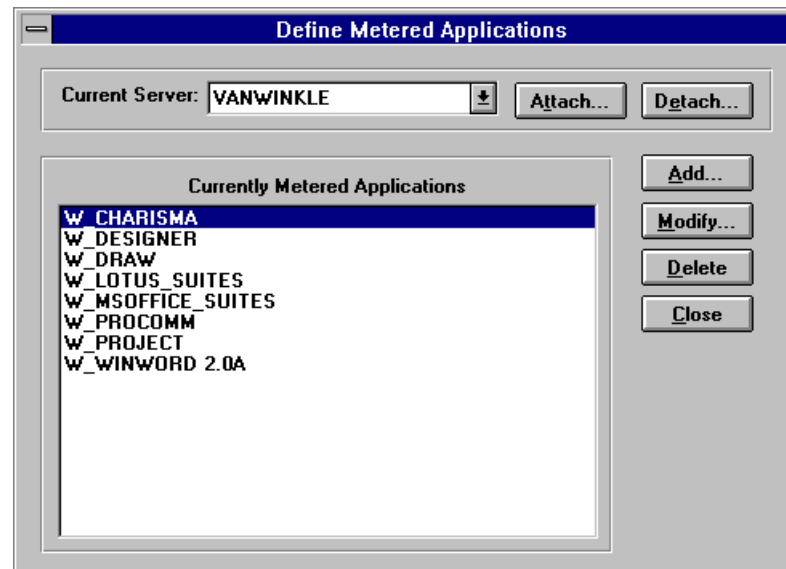 Define Metered Applications
Current Server: VANWINKLE Attach... Detach...
Currently Metered Applications
W_CHARISMA
W_DESIGNER
W_DRAW
W_LOTUS_SUITES
W_MSOFFICE_SUITES
W_PROCOMM
W_PROJECT
W_WINWORD 2.0A
Add...
Modify...
Delete
Close